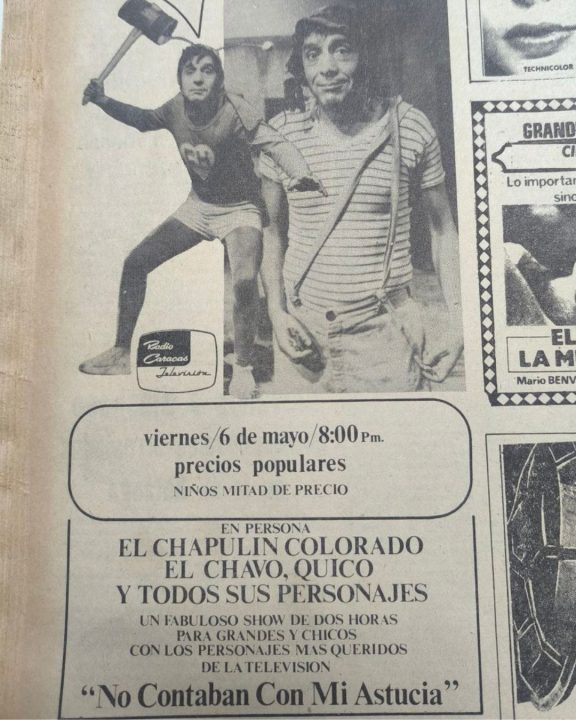 CH
Radio
Caracas
Televisión
viernes/6 de mayo/8:00 Pm.
precios populares
NIÑOS MITAD DE PRECIO
EN PERSONA
EL CHAPULIN COLORADO
EL CHAVO, QUICO
Y TODOS SUS PERSONAJES
UN FABULOSO SHOW DE DOS HORAS
PARA GRANDES Y CHICOS
CON LOS PERSONAJES MAS QUERIDOS
DE LA TELEVISION
“No Contaban Con Mi Astucia”
TECHNICOLOR
GRAND
CI
Lo importan
sino
EL
LA M
Mario BENV